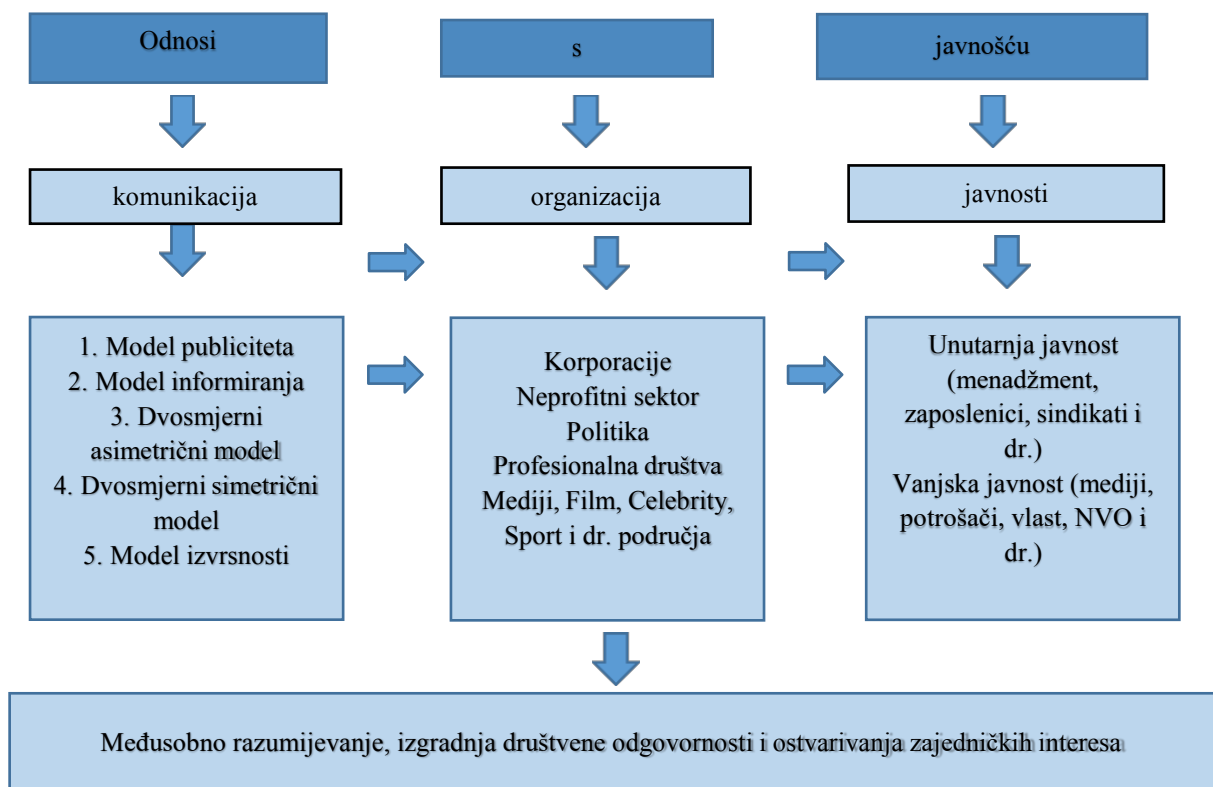 Odnosi
s
javnošću
komunikacija
organizacija
javnosti
1. Model publiciteta
2. Model informiranja
3. Dvosmjerni
asimetrični model
4. Dvosmjerni simetrični
model
5. Model izvrsnosti
Korporacije
Neprofitni sektor
Politika
Profesionalna društva
Mediji, Film, Celebrity,
Sport i dr. područja
Unutarnja javnost
(menadžment,
zaposlenici, sindikati i
dr.)
Vanjska javnost (mediji,
potrošači, vlast, NVO i
dr.)
Međusobno razumijevanje, izgradnja društvene odgovornosti i ostvarivanja zajedničkih interesa